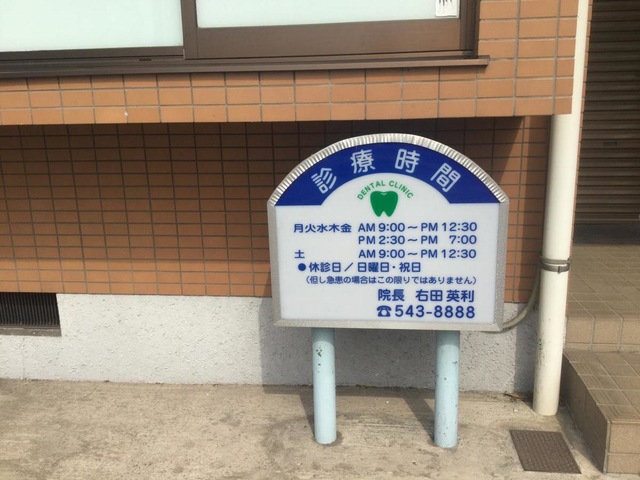 診療時間
DENTAL CLINIC
月火水木金 AM 9:00～PM 12:30
PM 2:30～PM 7:00
土 AM 9:00～PM 12:30
●休診日／日曜日・祝日
（但し急患の場合はこの限りではありません）
院長 右田 英利
☎543-8888